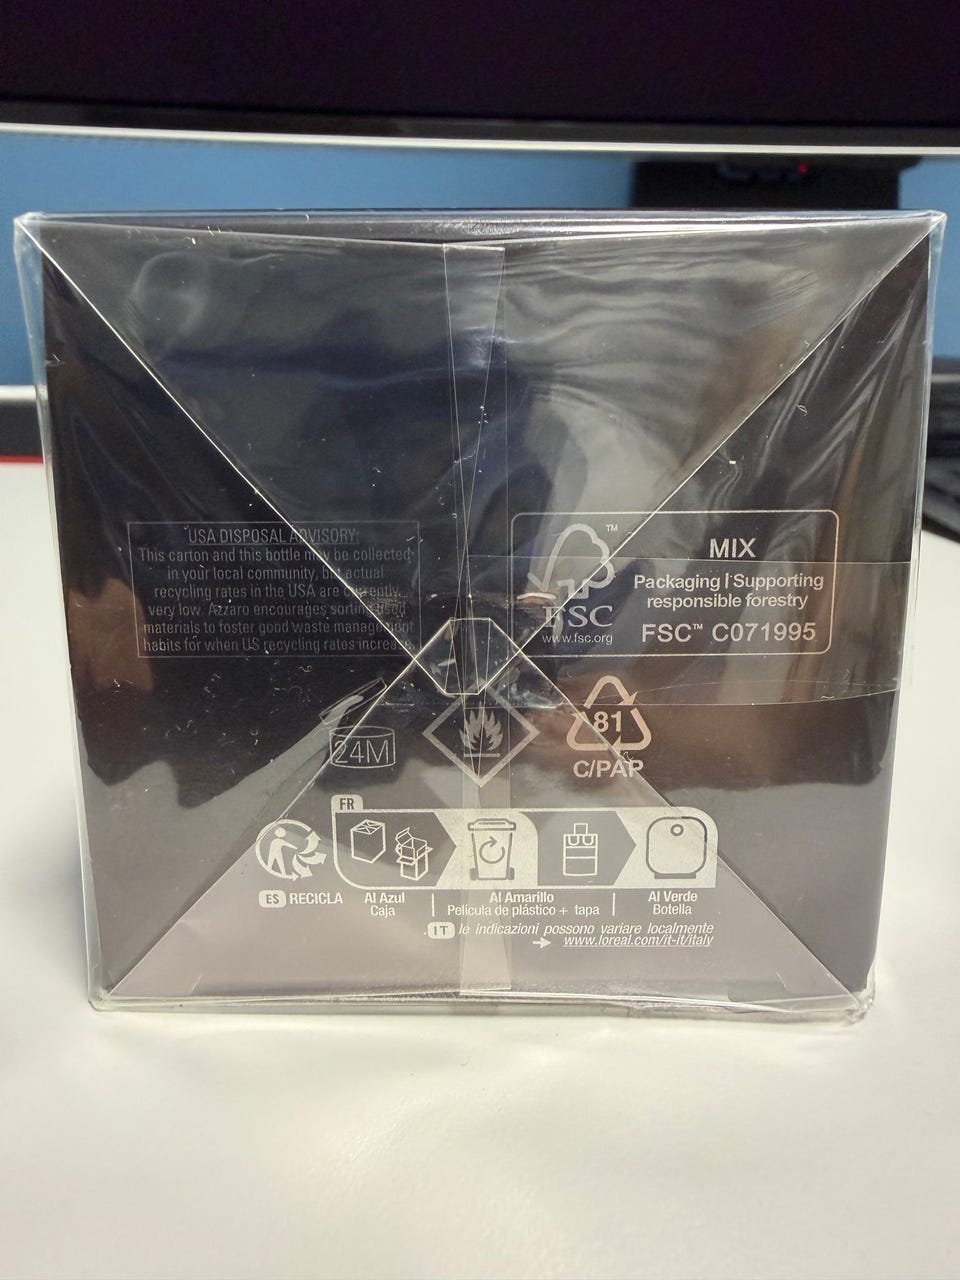 USA DISPOSAL ADVISORY:
This carton and this bottle may be collected
in your local community, but actual
recycling rates in the USA are currently
very low. Azzaro encourages sorting used
materials to foster good waste management
habits for when US recycling rates increase.
TM
FSC
www.fsc.org
MIX
Packaging | Supporting
responsible forestry
FSC™ C071995
24M
81
C/PAP
FR
ES RECICLA
Al Azul
Caja
Al Amarillo
Película de plástico + tapa
Al Verde
Botella
IT le indicazioni possono variare localmente
www.loreal.com/it-it/italy